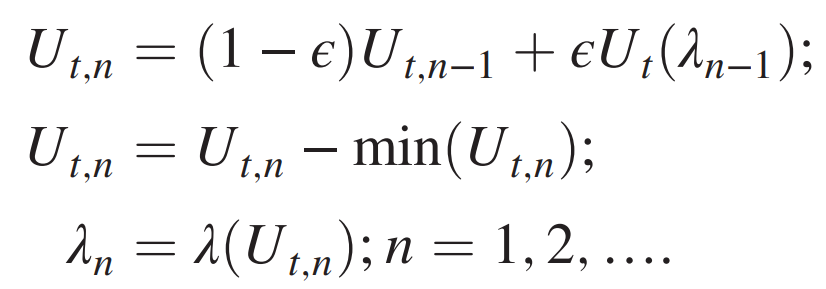 U_{t,n} = (1 − ϵ)U_{t,n−1} + ϵU_t(λ_{n−1});
U_{t,n} = U_{t,n} − min(U_{t,n});
λ_n = λ(U_{t,n}); n = 1, 2, ....